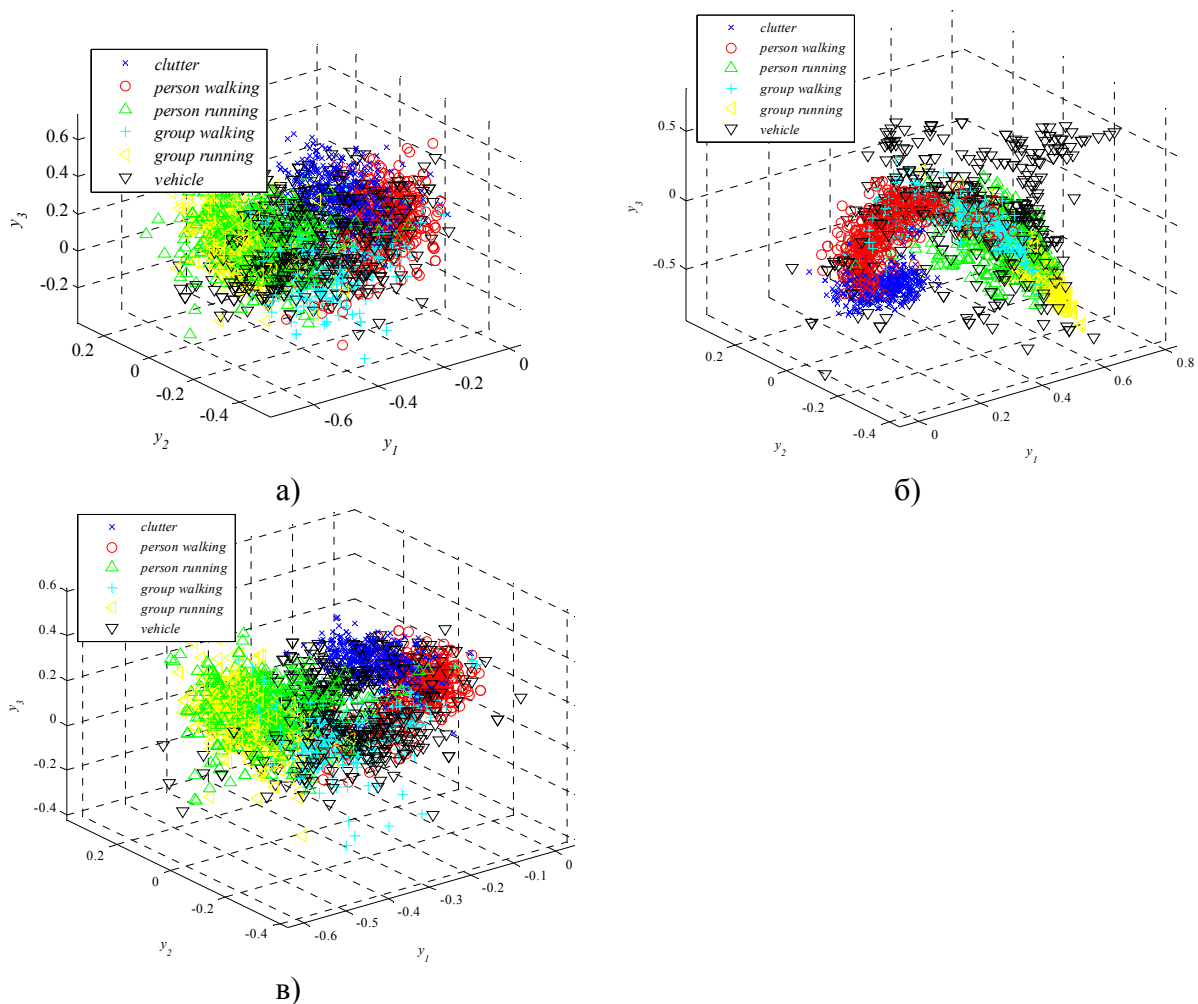 clutter
person walking
person running
group walking
group running
vehicle
0.6
0.4
0.2
0
-0.2
y3
0.2
0
-0.2
-0.4
y2
-0.6
-0.4
-0.2
0
y1
а)
clutter
person walking
person running
group walking
group running
vehicle
0.5
0
-0.5
y3
0.2
0
-0.2
-0.4
y2
0
0.2
0.4
0.6
0.8
y1
б)
clutter
person walking
person running
group walking
group running
vehicle
0.6
0.4
0.2
0
-0.2
-0.4
y3
0.2
0
-0.2
-0.4
y2
-0.6
-0.5
-0.4
-0.3
-0.2
-0.1
0
y1
в)